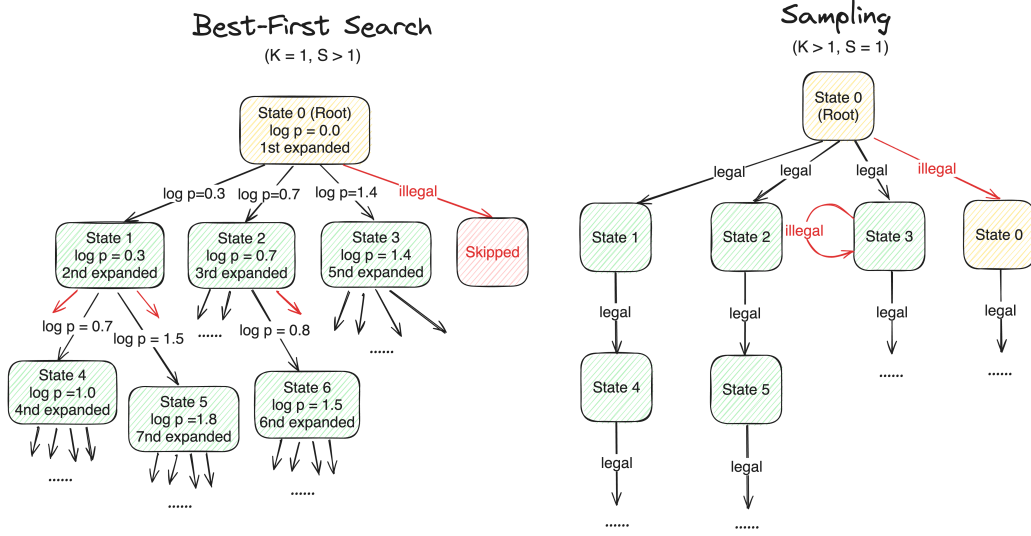 Best-First Search
(K = 1, S > 1)
State 0 (Root)
log p = 0.0
1st expanded
log p=0.3
log p=0.7
log p=1.4
illegal
State 1
log p = 0.3
2nd expanded
State 2
log p = 0.7
3rd expanded
State 3
log p = 1.4
5nd expanded
Skipped
log p = 0.7
log p = 1.5
......
log p = 0.8
......
State 4
log p =1.0
4nd expanded
State 5
log p =1.8
7nd expanded
State 6
log p = 1.5
6nd expanded
......
......
......
Sampling
(K > 1, S = 1)
State 0
(Root)
legal
legal
legal
illegal
State 1
State 2
illegal
State 3
State 0
legal
legal
legal
legal
State 4
State 5
......
......
legal
legal
......
......